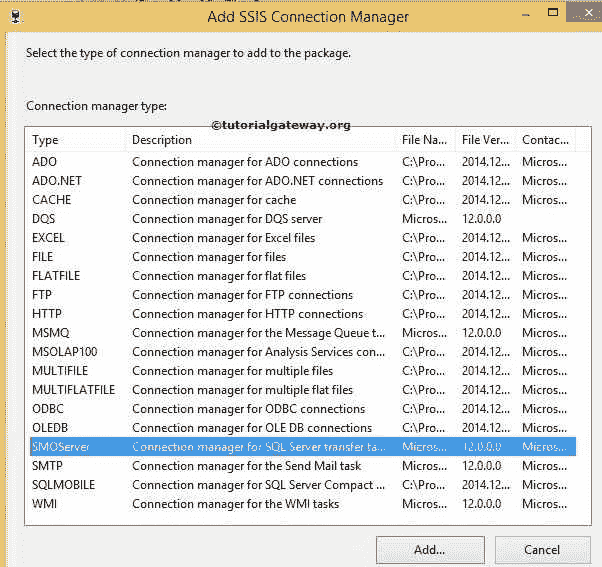 Add SSIS Connection Manager
Select the type of connection manager to add to the package.
Connection manager type:
©tutorialgateway.org
Type Description File Na... File Ver... Contac...
ADO Connection manager for ADO connections C:\Pro... 2014.12... Micros...
ADO.NET Connection manager for ADO.NET connections C:\Pro... 2014.12... Micros...
CACHE Connection manager for cache C:\Pro... 2014.12... Micros...
DQS Connection manager for DQS server Micros... 12.0.0.0
EXCEL Connection manager for Excel files C:\Pro... 2014.12... Micros...
FILE Connection manager for files C:\Pro... 2014.12... Micros...
FLATFILE Connection manager for flat files C:\Pro... 2014.12... Micros...
FTP Connection manager for FTP connections C:\Pro... 2014.12... Micros...
HTTP Connection manager for HTTP connections C:\Pro... 2014.12... Micros...
MSMQ Connection manager for the Message Queue t... Micros... 12.0.0.0 Micros...
MSOLAP100 Connection manager for Analysis Services con... C:\Pro... 2014.12... Micros...
MULTIFILE Connection manager for multiple files C:\Pro... 2014.12... Micros...
MULTIFLATFILE Connection manager for multiple flat files C:\Pro... 2014.12... Micros...
ODBC Connection manager for ODBC connections C:\Pro... 2014.12... Micros...
OLEDB Connection manager for OLE DB connections C:\Pro... 2014.12... Micros...
SMOServer Connection manager for SQL Server transfer ta... Micros... 12.0.0.0 Micros...
SMTP Connection manager for the Send Mail task Micros... 12.0.0.0 Micros...
SQLMOBILE Connection manager for SQL Server Compact ... C:\Pro... 2014.12... Micros...
WMI Connection manager for the WMI tasks Micros... 12.0.0.0 Micros...
Add... Cancel